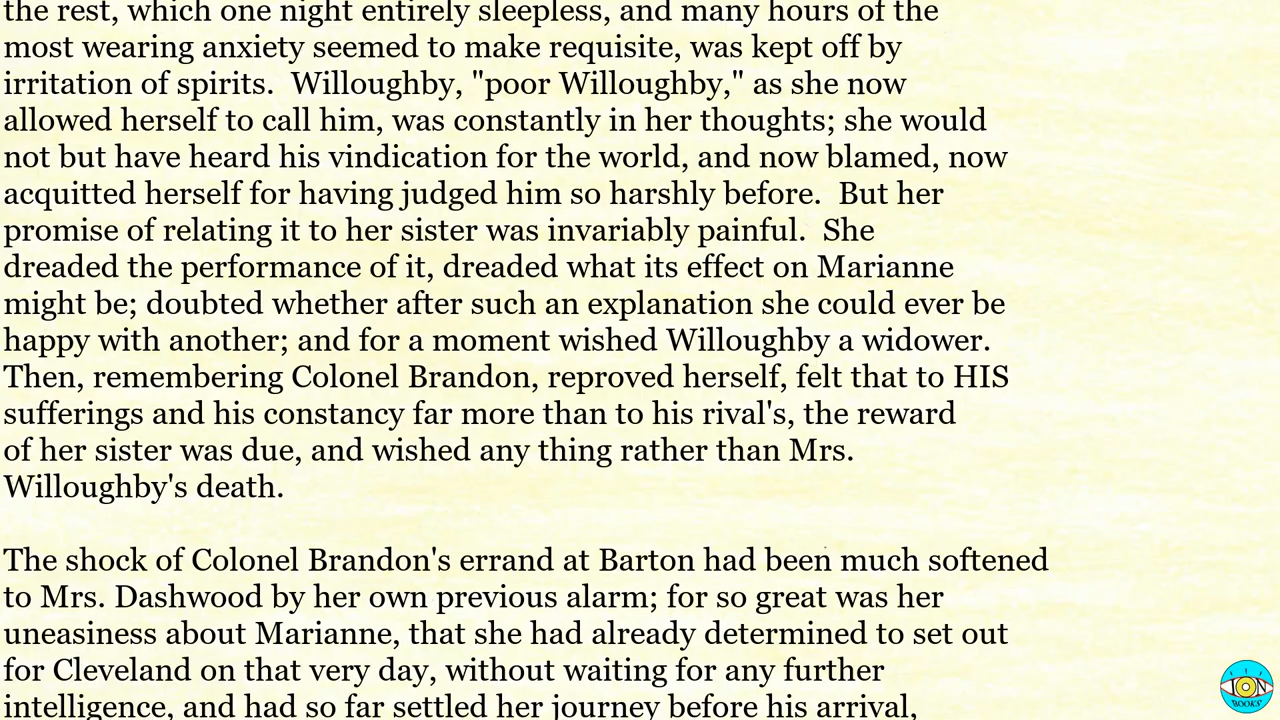 the rest, which one night entirely sleepless, and many hours of the
most wearing anxiety seemed to make requisite, was kept off by
irritation of spirits.  Willoughby, "poor Willoughby," as she now
allowed herself to call him, was constantly in her thoughts; she would
not but have heard his vindication for the world, and now blamed, now
acquitted herself for having judged him so harshly before.  But her
promise of relating it to her sister was invariably painful.  She
dreaded the performance of it, dreaded what its effect on Marianne
might be; doubted whether after such an explanation she could ever be
happy with another; and for a moment wished Willoughby a widower.
Then, remembering Colonel Brandon, reproved herself, felt that to HIS
sufferings and his constancy far more than to his rival's, the reward
of her sister was due, and wished any thing rather than Mrs.
Willoughby's death.

The shock of Colonel Brandon's errand at Barton had been much softened
to Mrs. Dashwood by her own previous alarm; for so great was her
uneasiness about Marianne, that she had already determined to set out
for Cleveland on that very day, without waiting for any further
intelligence, and had so far settled her journey before his arrival,
ION
BOOKS